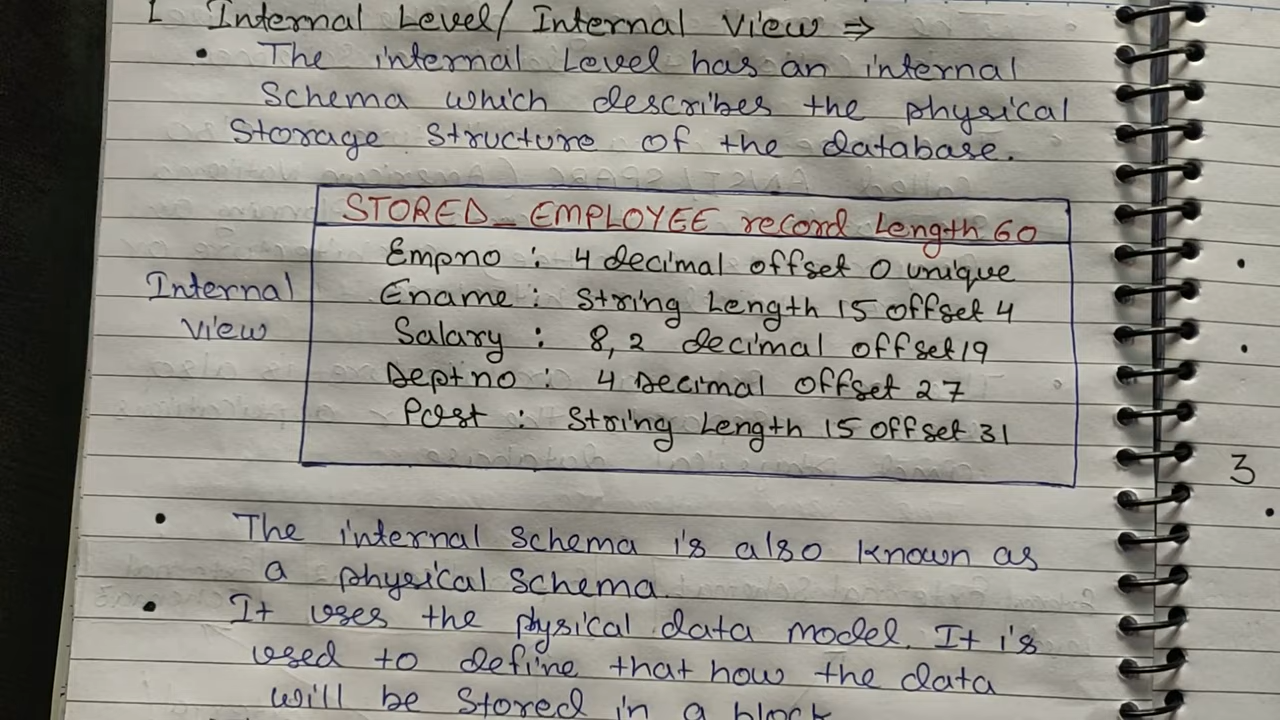 1 Internal Level/Internal View ⇒
• The internal Level has an internal
Schema which describes the physical
Storage Structure of the database.
STORED_EMPLOYEE record Length 60
Empno : 4 decimal offset 0 unique
Ename : String Length 15 offset 4
Salary : 8,2 decimal offset 19
Deptno : 4 Decimal offset 27
Post : String Length 15 offset 31
Internal
View
• The internal Schema is also known as
a physical Schema.
• It uses the physical data model. It is
used to define that how the data
will be Stored in a block
3